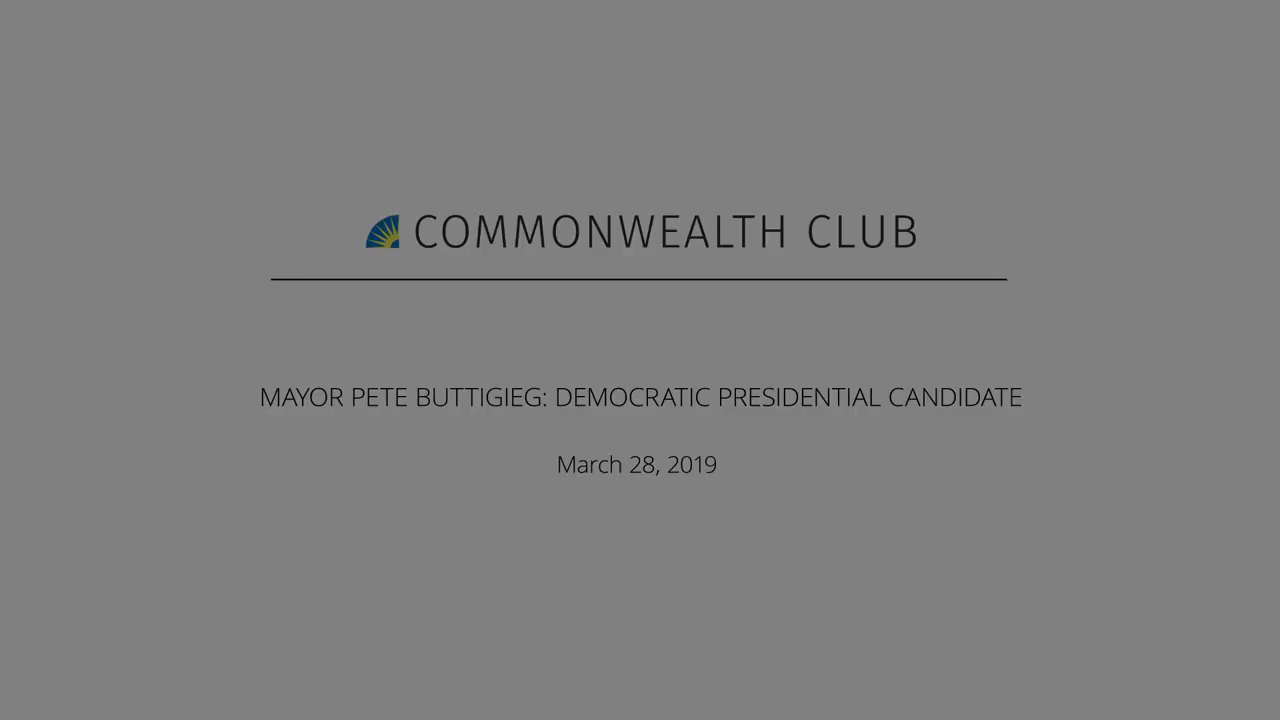 COMMONWEALTH CLUB
MAYOR PETE BUTTIGIEG: DEMOCRATIC PRESIDENTIAL CANDIDATE
March 28, 2019